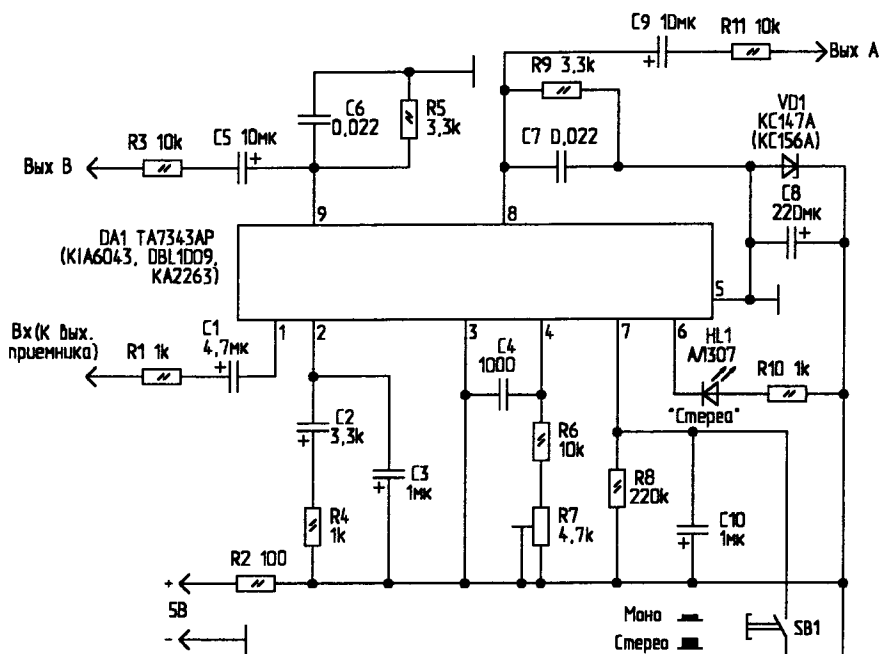 C9 10мк
R11 10k
+
Вых A
R9 3,3k
C6
0,022
R5
3,3k
VD1
КС147А
(КС156А)
C7 0,022
R3 10k
C5 10мк
+
Вых B
C8
220мк
+
9
8
DA1 TA7343AP
(KIA6043, DBL1009,
KA2263)
5
1
2
3
4
7
6
Вх(К Вых.
приемника)
C1
4,7мк
R1 1k
+
C4
1000
HL1
АЛ307
R10 1k
"Стерео"
C2
3,3k
+
R6
10k
C3
1мк
+
R8
220k
R4
1k
R7
4,7k
C10
1мк
+
R2 100
+
5В
-
Моно
Стерео
SB1